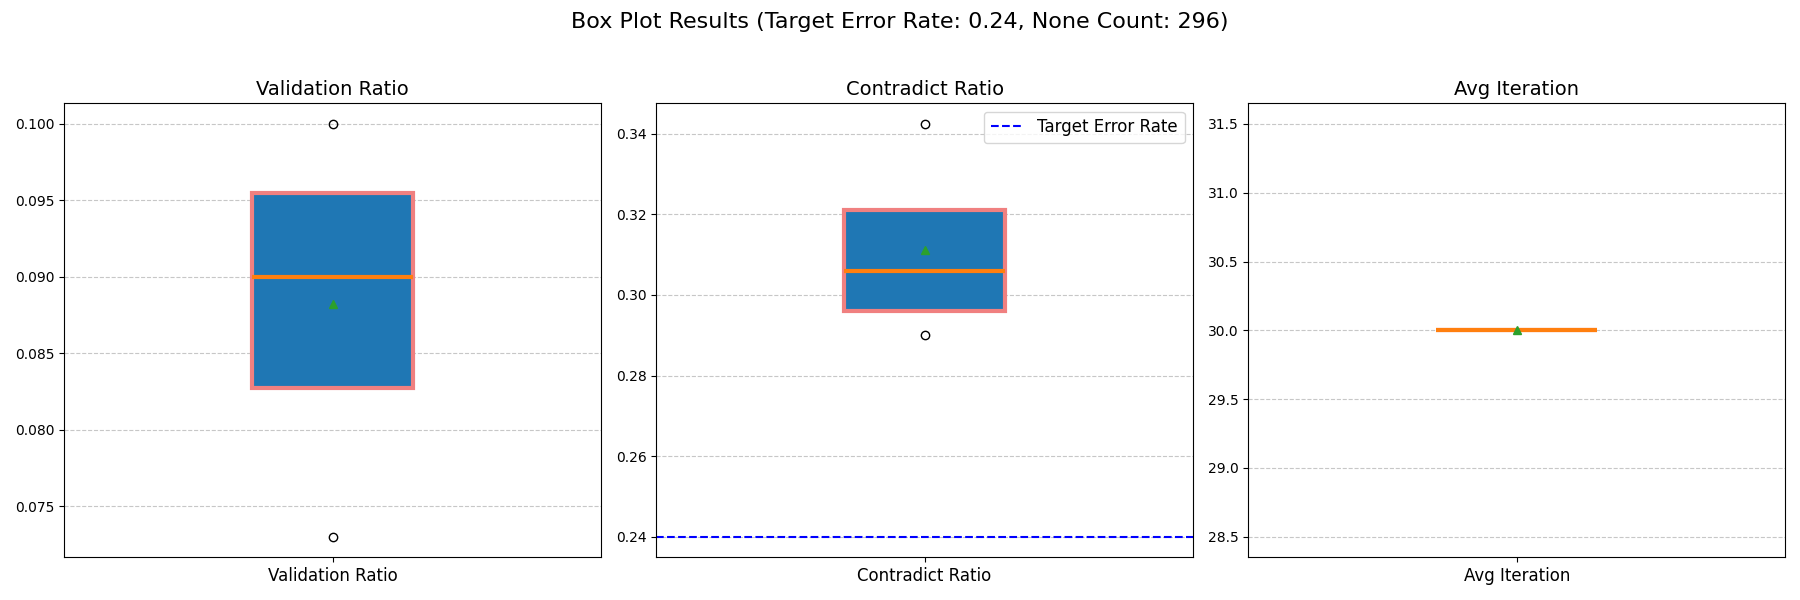 Box Plot Results (Target Error Rate: 0.24, None Count: 296)
Validation Ratio
0.100
0.095
0.090
0.085
0.080
0.075
Validation Ratio
Contradict Ratio
Target Error Rate
0.34
0.32
0.30
0.28
0.26
0.24
Contradict Ratio
Avg Iteration
31.5
31.0
30.5
30.0
29.5
29.0
28.5
Avg Iteration